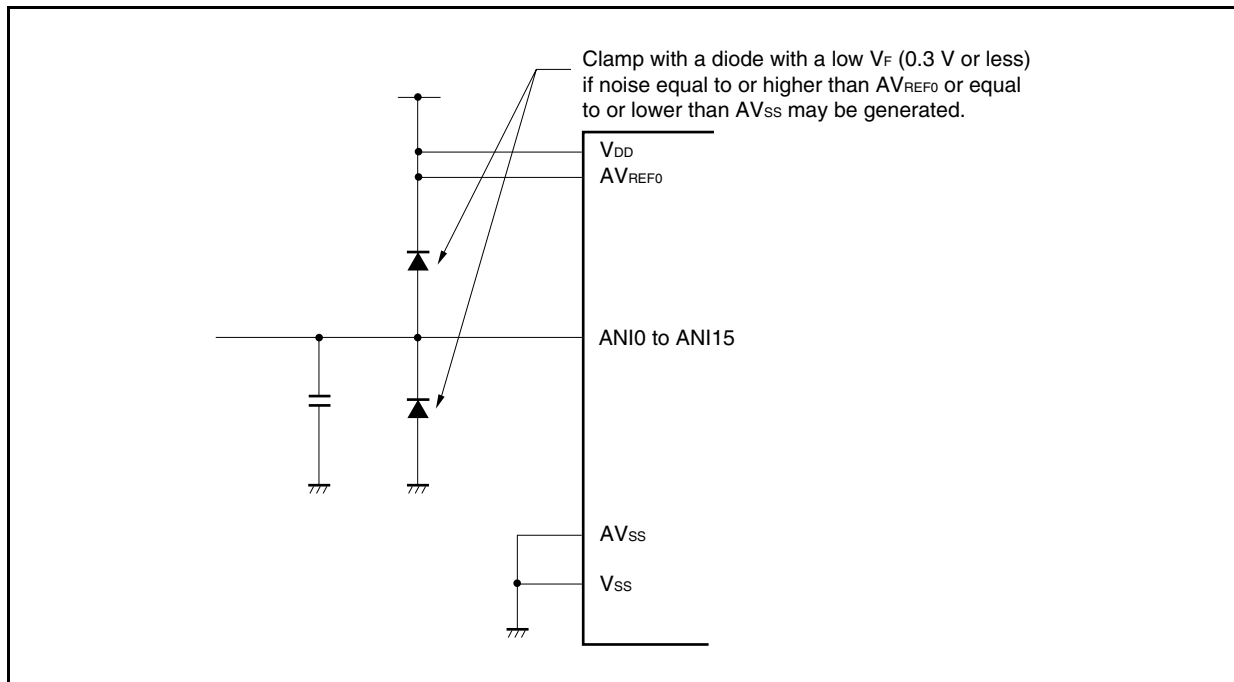 Clamp with a diode with a low VF (0.3 V or less)
if noise equal to or higher than AVREF0 or equal
to or lower than AVSS may be generated.
VDD
AVREF0
ANI0 to ANI15
AVSS
VSS